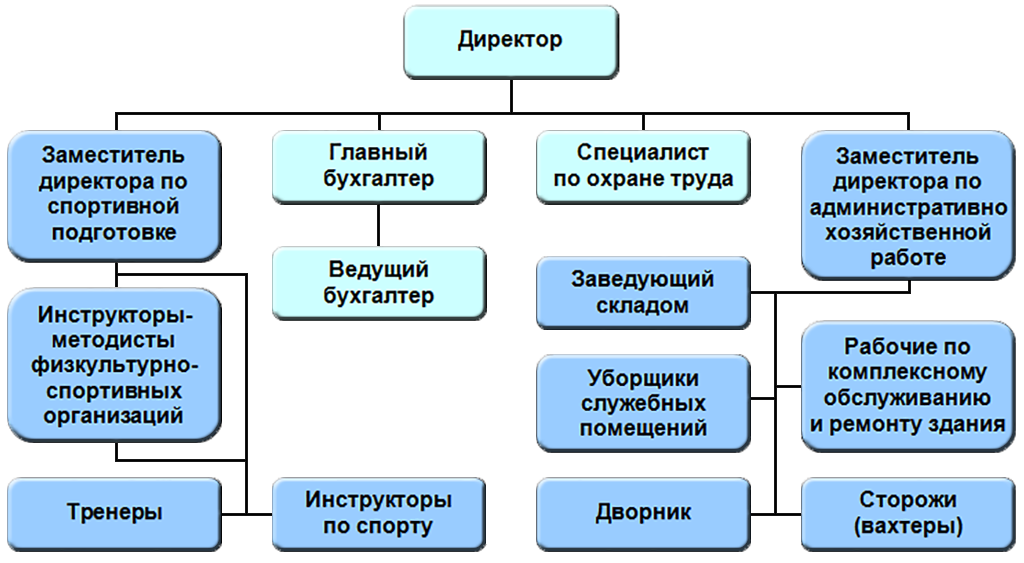 Директор
Заместитель
директора по
спортивной
подготовке
Главный
бухгалтер
Специалист
по охране труда
Заместитель
директора по
административно
хозяйственной
работе
Ведущий
бухгалтер
Заведующий
складом
Инструкторы-
методисты
физкультурно-
спортивных
организаций
Уборщики
служебных
помещений
Рабочие по
комплексному
обслуживанию
и ремонту здания
Тренеры
Инструкторы
по спорту
Дворник
Сторожи
(вахтеры)